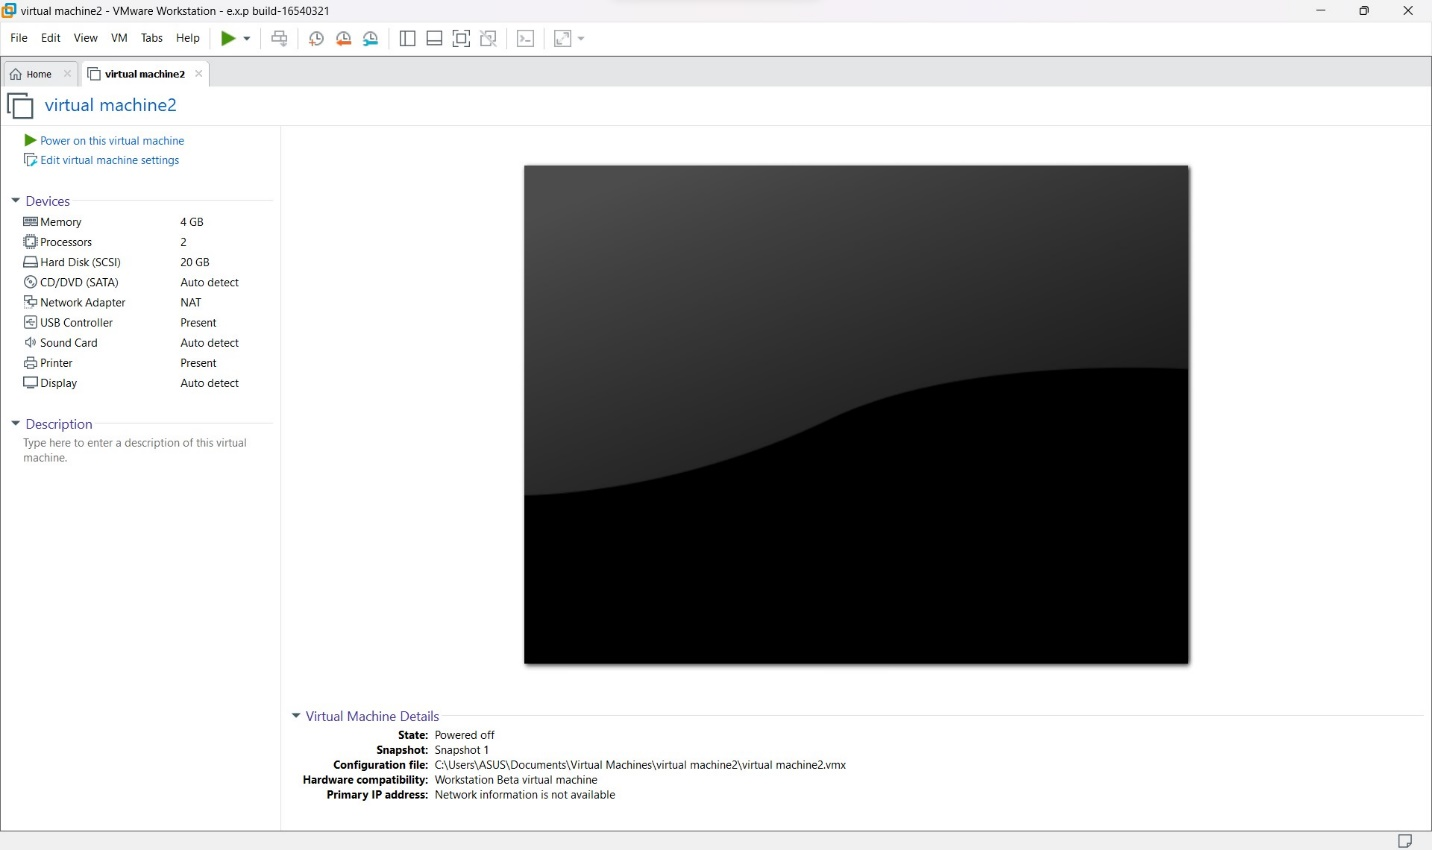 virtual machine2 - VMware Workstation - e.x.p build-16540321
File Edit View VM Tabs Help
Home virtual machine2
virtual machine2
Power on this virtual machine
Edit virtual machine settings
Devices
Memory 4 GB
Processors 2
Hard Disk (SCSI) 20 GB
CD/DVD (SATA) Auto detect
Network Adapter NAT
USB Controller Present
Sound Card Auto detect
Printer Present
Display Auto detect
Description
Type here to enter a description of this virtual
machine.
Virtual Machine Details
State: Powered off
Snapshot: Snapshot 1
Configuration file: C:\Users\ASUS\Documents\Virtual Machines\virtual machine2\virtual machine2.vmx
Hardware compatibility: Workstation Beta virtual machine
Primary IP address: Network information is not available